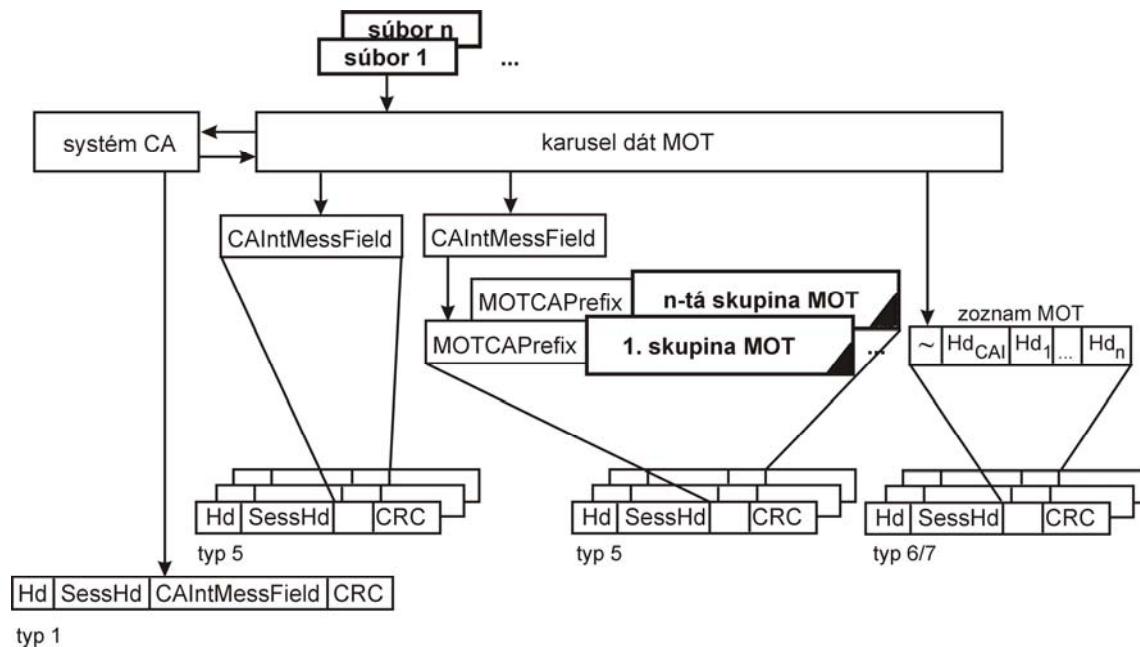 súbor n
súbor 1
...
systém CA
karusel dát MOT
CAIntMessField
CAIntMessField
MOTCAPrefix
n-tá skupina MOT
MOTCAPrefix
1. skupina MOT
...
zoznam MOT
~ HdCAI Hd1 ... Hdn
Hd SessHd CRC
typ 5
Hd SessHd CRC
typ 5
Hd SessHd CRC
typ 6/7
Hd SessHd CAIntMessField CRC
typ 1